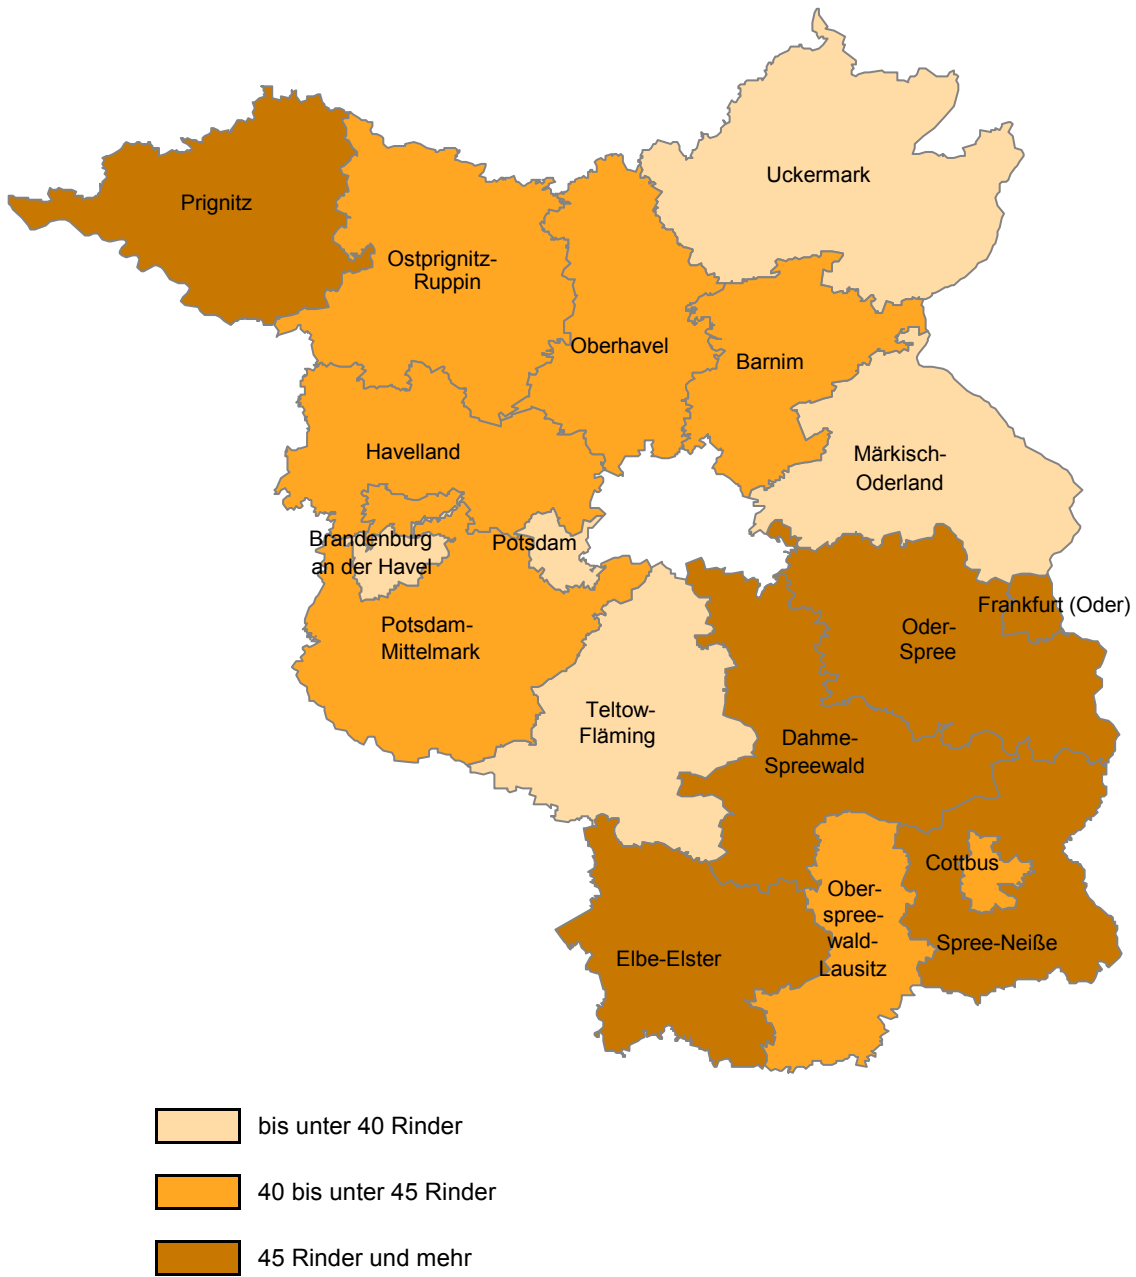 Uckermark
Prignitz
Ostprignitz-
Ruppin
Oberhavel
Barnim
Havelland
Märkisch-
Oderland
Brandenburg
an der Havel
Potsdam
Frankfurt (Oder)
Potsdam-
Mittelmark
Oder-
Spree
Teltow-
Fläming
Dahme-
Spreewald
Cottbus
Ober-
spree-
wald-
Lausitz
Spree-Neiße
Elbe-Elster
bis unter 40 Rinder
40 bis unter 45 Rinder
45 Rinder und mehr